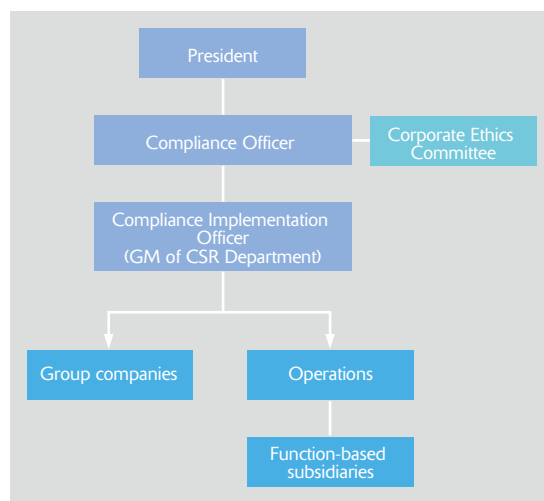 President
Compliance Officer
Corporate Ethics
Committee
Compliance Implementation
Officer
(GM of CSR Department)
Group companies
Operations
Function-based
subsidiaries